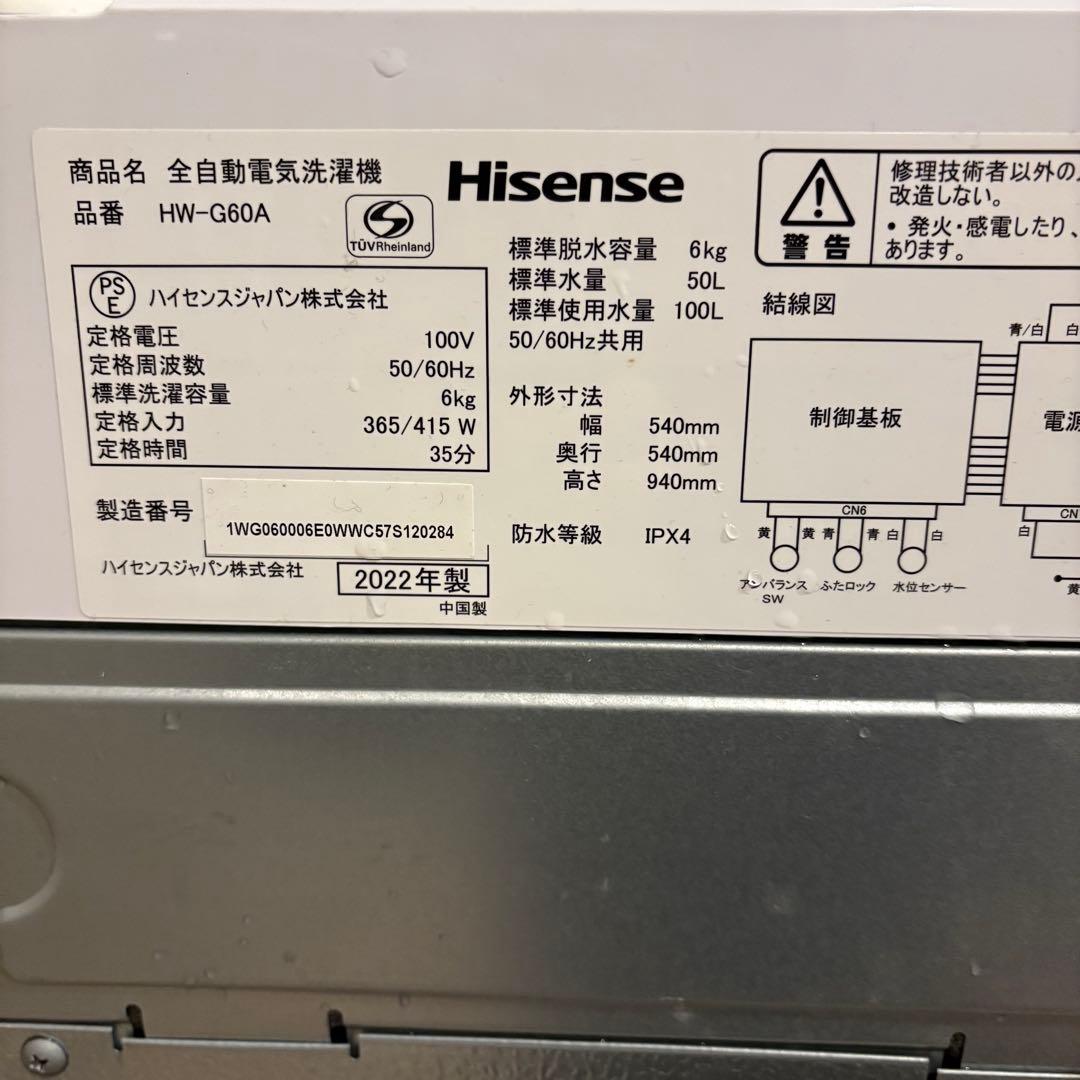 商品名 全自動電気洗濯機
品番 HW-G60A
TÜVRheinland
Hisense
PS
E
ハイセンスジャパン株式会社
定格電圧 100V
定格周波数 50/60Hz
標準洗濯容量 6kg
定格入力 365/415 W
定格時間 35分
製造番号 1WG060006E0WWC57S120284
ハイセンスジャパン株式会社
2022年製
中国製
標準脱水容量 6kg
標準水量 50L
標準使用水量 100L
50/60Hz共用
外形寸法
幅 540mm
奥行 540mm
高さ 940mm
防水等級 IPX4
警告
修理技術者以外の
改造しない。
・発火・感電したり、
あります。
結線図
青/白 白
制御基板
電源
CN6
CN
黄 黄 青 青 白 白
白
アンバランス ふたロック 水位センサー
SW
黄